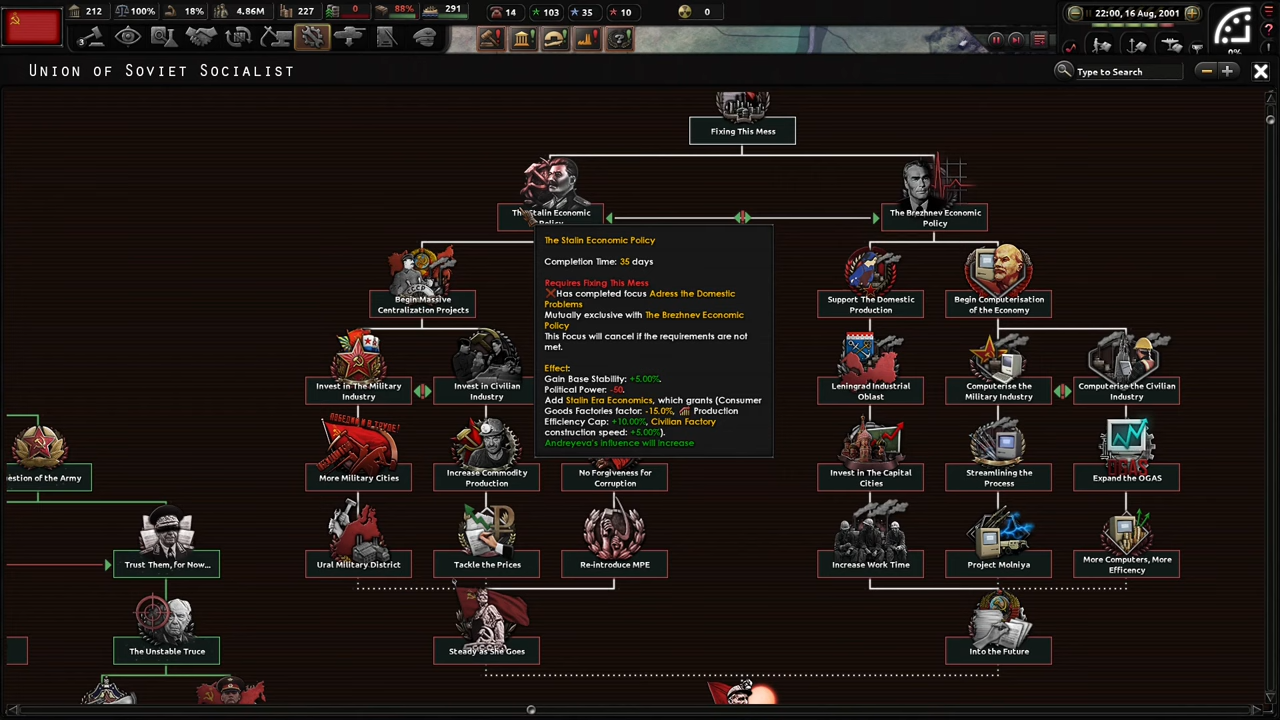 212 100% 18% 4.86M 227 0 88% 291 14 103 35 10 0
22:00, 16 Aug, 2001
0%
3
UNION OF SOVIET SOCIALIST
Type to Search
Fixing This Mess
The Stalin Economic
Policy
The Brezhnev Economic
Policy
The Stalin Economic Policy
Completion Time: 35 days
Requires Fixing This Mess
Has completed focus Adress the Domestic
Problems
Mutually exclusive with The Brezhnev Economic
Policy
This Focus will cancel if the requirements are not
met.
Effect:
Gain Base Stability: +5.00%.
Political Power: -50.
Add Stalin Era Economics, which grants (Consumer
Goods Factories factor: -15.0%, Production
Efficiency Cap: +10.00%, Civilian Factory
construction speed: +5.00%).
Andreyeva's influence will increase
Begin Massive
Centralization Projects
Support The Domestic
Production
Begin Computerisation
of the Economy
Invest in The Military
Industry
Invest in Civilian
Industry
Leningrad Industrial
Oblast
Computerise the
Military Industry
Computerise the Civilian
Industry
estion of the Army
More Military Cities
Increase Commodity
Production
No Forgiveness for
Corruption
Invest in The Capital
Cities
Streamlining the
Process
OGAS
Expand the OGAS
Trust Them, for Now...
Ural Military District
Tackle the Prices
Re-introduce MPE
Increase Work Time
Project Molniya
More Computers, More
Efficency
The Unstable Truce
Steady as She Goes
Into the Future